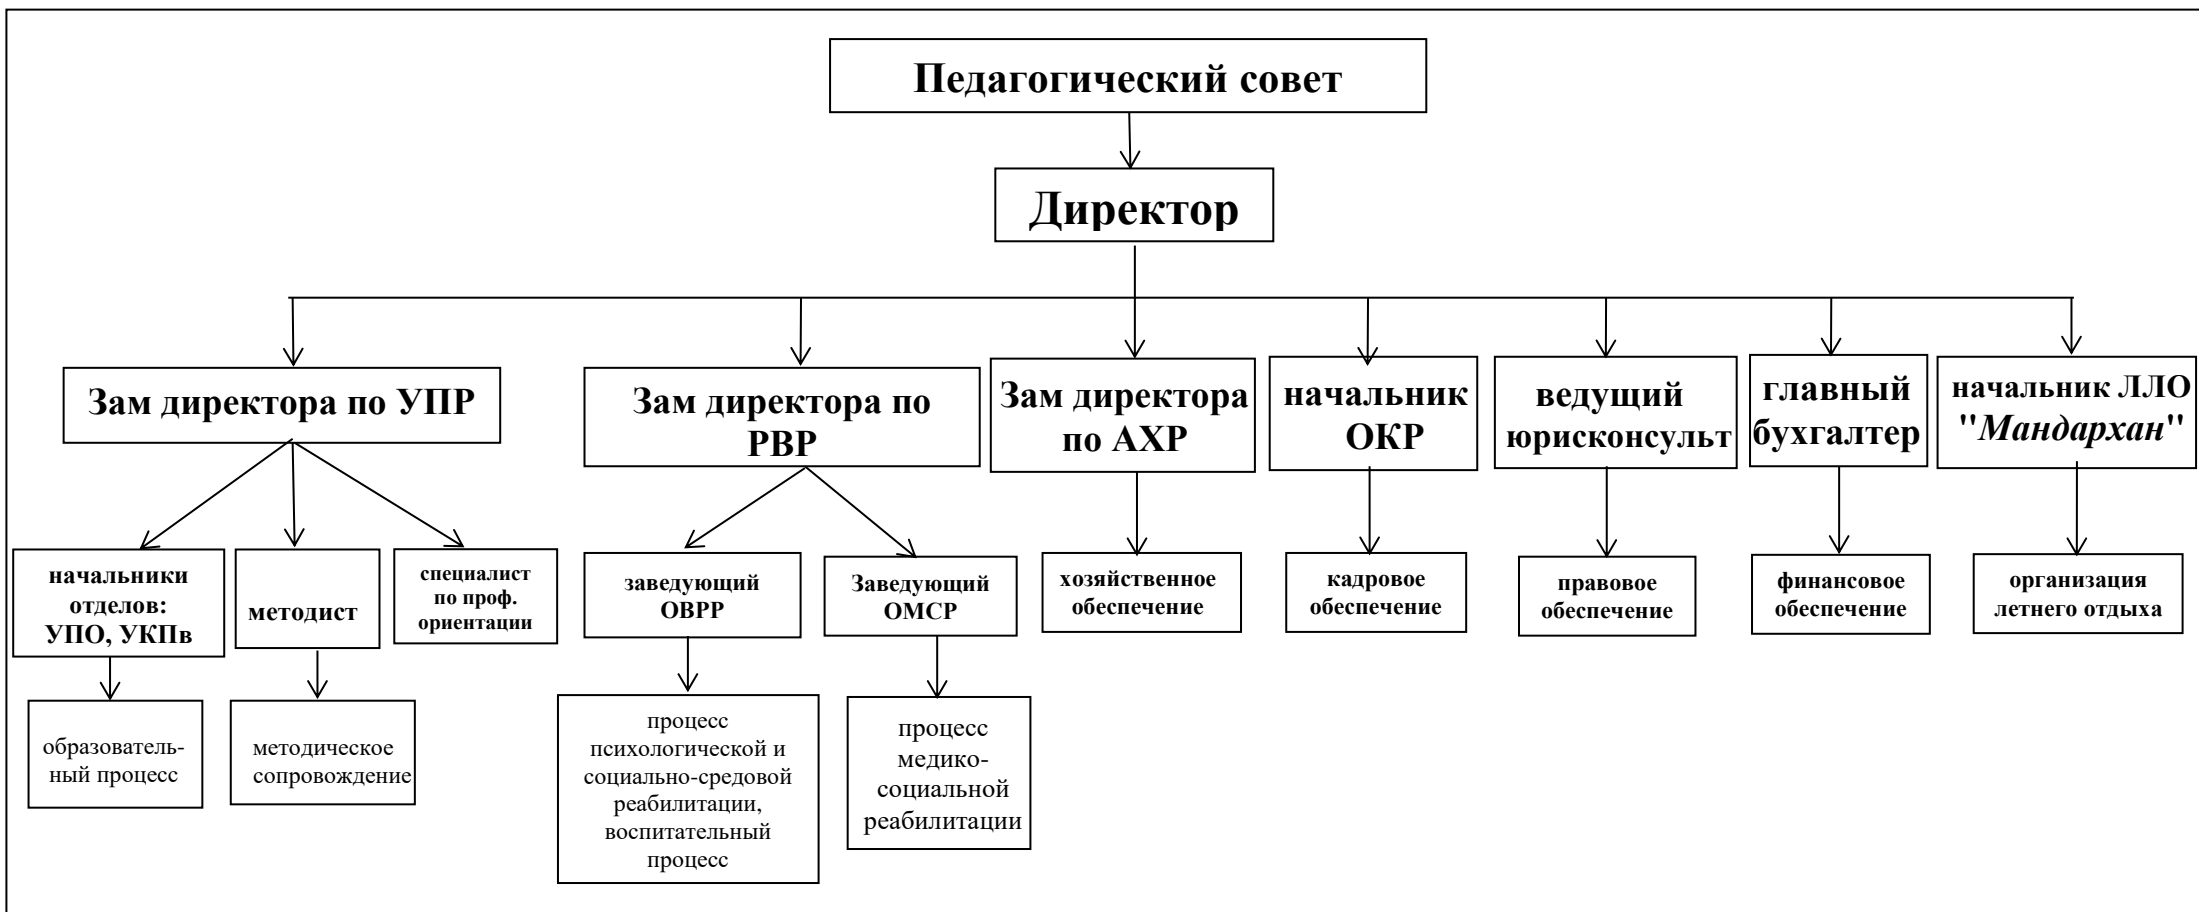 Педагогический совет
Директор
Зам директора по УПР
Зам директора по
РВР
Зам директора
по АХР
начальник
ОКР
ведущий
юрисконсульт
главный
бухгалтер
начальник ЛЛО
"Мандархан"
начальники
отделов:
УПО, УКПв
методист
специалист
по проф.
ориентации
заведующий
ОВРР
Заведующий
ОМСР
хозяйственное
обеспечение
кадровое
обеспечение
правовое
обеспечение
финансовое
обеспечение
организация
летнего отдыха
образователь-
ный процесс
методическое
сопровождение
процесс
психологической и
социально-средовой
реабилитации,
воспитательный
процесс
процесс
медико-
социальной
реабилитации